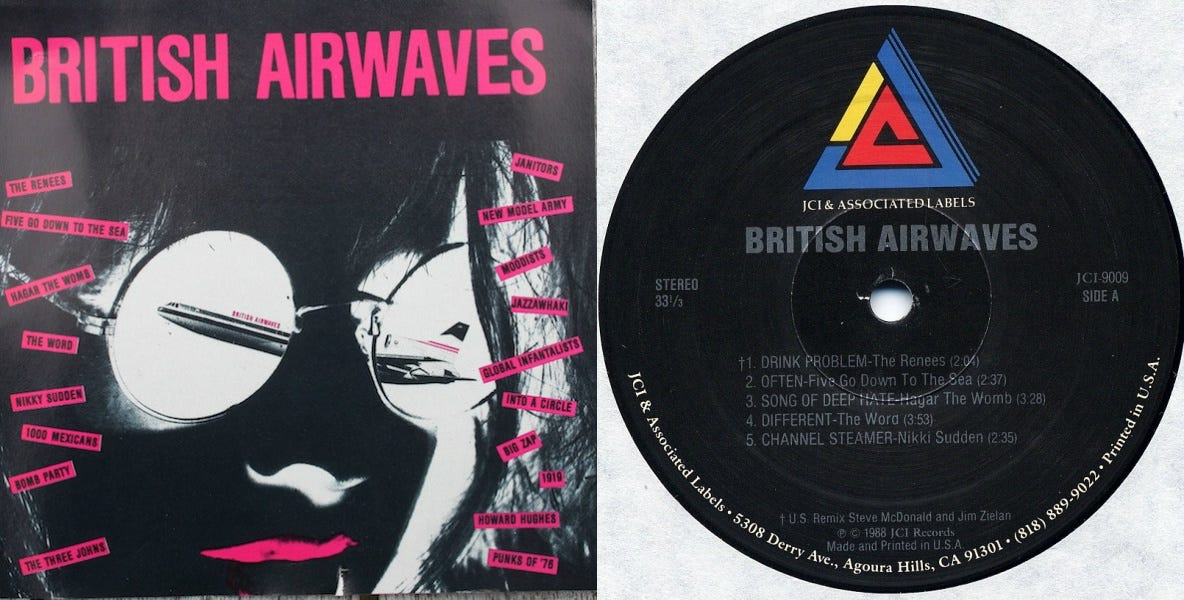 BRITISH AIRWAVES
THE RENEES
FIVE GO DOWN TO THE SEA
HAGAR THE WOMB
THE WORD
NIKKY SUDDEN
1000 MEXICANS
BOMB PARTY
THE THREE JOHNS
JANITORS
NEW MODEL ARMY
MOODISTS
JAZZAWHAKI
GLOBAL INFANTALISTS
INTO A CIRCLE
BIG ZAP
1919
HOWARD HUGHES
PUNKS OF '76
BRITISH AIRWAVES
JCI & ASSOCIATED LABELS
BRITISH AIRWAVES
STEREO
33 1/3
JCI-9009
SIDE A
†1. DRINK PROBLEM-The Renees (2:04)
2. OFTEN-Five Go Down To The Sea (2:37)
3. SONG OF DEEP HATE-Hagar The Womb (3:28)
4. DIFFERENT-The Word (3:53)
5. CHANNEL STEAMER-Nikki Sudden (2:35)
† U.S. Remix Steve McDonald and Jim Zielan
℗ © 1988 JCI Records
Made and Printed in U.S.A.
JCI & Associated Labels • 5308 Derry Ave., Agoura Hills, CA 91301 • (818) 889-9022 • Printed in U.S.A.